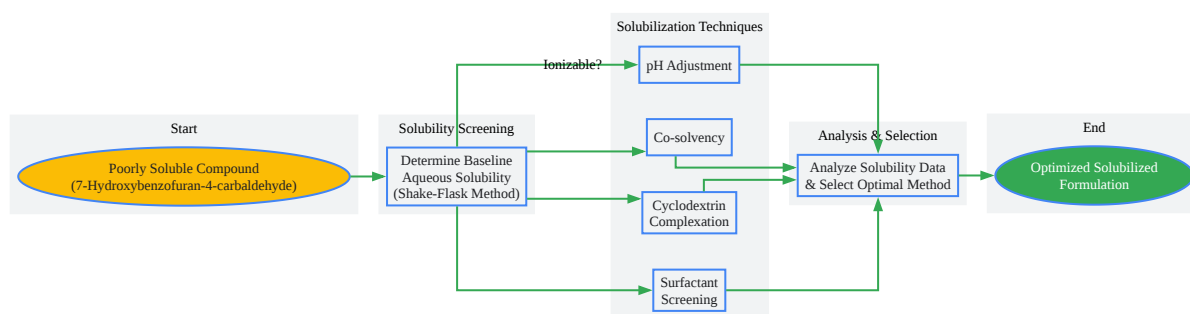 Start
Poorly Soluble Compound
(7-Hydroxybenzofuran-4-carbaldehyde)
Solubility Screening
Determine Baseline
Aqueous Solubility
(Shake-Flask Method)
Ionizable?
Solubilization Techniques
pH Adjustment
Co-solvency
Cyclodextrin
Complexation
Surfactant
Screening
Analysis & Selection
Analyze Solubility Data
& Select Optimal Method
End
Optimized Solubilized
Formulation